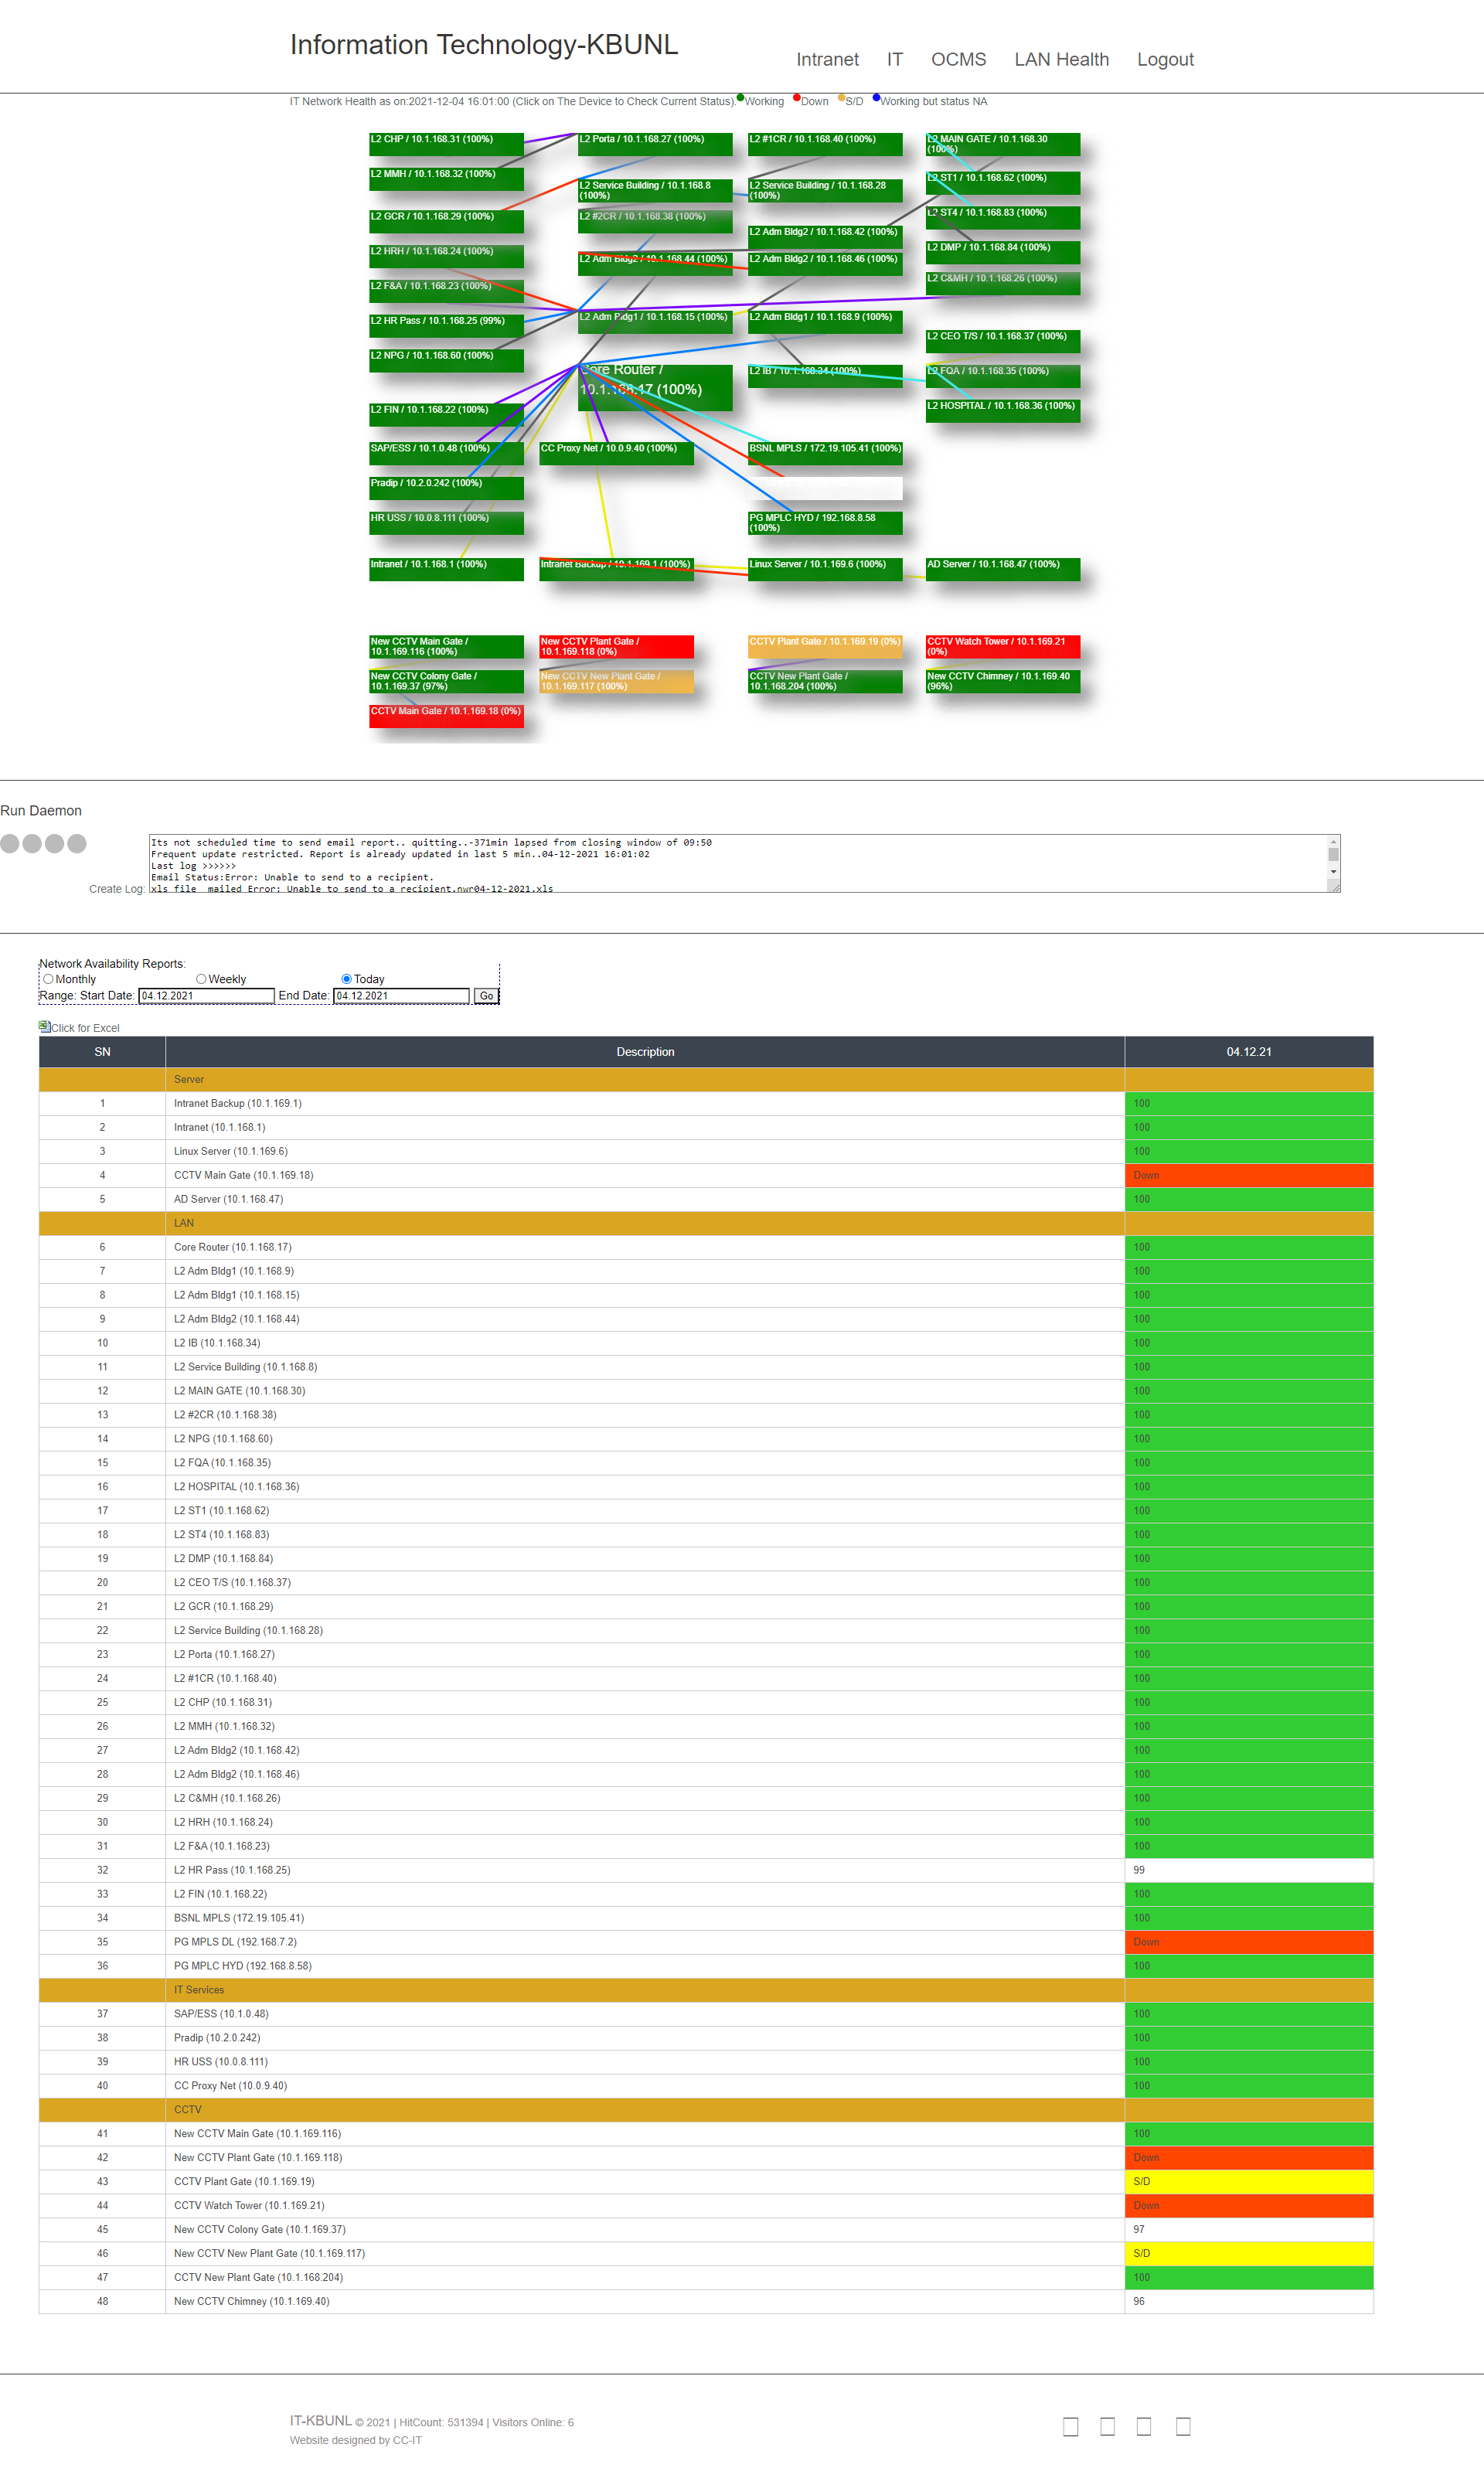 Information Technology-KBUNL
Intranet IT OCMS LAN Health Logout
IT Network Health as on:2021-12-04 16:01:00 (Click on The Device to Check Current Status). Working Down S/D Working but status NA
L2 CHP / 10.1.168.31 (100%)
L2 Porta / 10.1.168.27 (100%)
L2 #1CR / 10.1.168.40 (100%)
L2 MAIN GATE / 10.1.168.30
(100%)
L2 MMH / 10.1.168.32 (100%)
L2 Service Building / 10.1.168.8
(100%)
L2 Service Building / 10.1.168.28
(100%)
L2 ST1 / 10.1.168.62 (100%)
L2 GCR / 10.1.168.29 (100%)
L2 #2CR / 10.1.168.38 (100%)
L2 ST4 / 10.1.168.83 (100%)
L2 Adm Bldg2 / 10.1.168.42 (100%)
L2 HRH / 10.1.168.24 (100%)
L2 Adm Bldg2 / 10.1.168.44 (100%)
L2 Adm Bldg2 / 10.1.168.46 (100%)
L2 DMP / 10.1.168.84 (100%)
L2 C&MH / 10.1.168.26 (100%)
L2 F&A / 10.1.168.23 (100%)
L2 HR Pass / 10.1.168.25 (99%)
L2 Adm Bldg1 / 10.1.168.15 (100%)
L2 Adm Bldg1 / 10.1.168.9 (100%)
L2 CEO T/S / 10.1.168.37 (100%)
L2 NPG / 10.1.168.60 (100%)
Core Router /
10.1.168.17 (100%)
L2 IB / 10.1.168.34 (100%)
L2 FQA / 10.1.168.35 (100%)
L2 HOSPITAL / 10.1.168.36 (100%)
L2 FIN / 10.1.168.22 (100%)
SAP/ESS / 10.1.0.48 (100%)
CC Proxy Net / 10.0.9.40 (100%)
BSNL MPLS / 172.19.105.41 (100%)
Pradip / 10.2.0.242 (100%)
HR USS / 10.0.8.111 (100%)
PG MPLC HYD / 192.168.8.58
(100%)
Intranet / 10.1.168.1 (100%)
Intranet Backup / 10.1.169.1 (100%)
Linux Server / 10.1.169.6 (100%)
AD Server / 10.1.168.47 (100%)
New CCTV Main Gate /
10.1.169.116 (100%)
New CCTV Plant Gate /
10.1.169.118 (0%)
CCTV Plant Gate / 10.1.169.19 (0%)
CCTV Watch Tower / 10.1.169.21
(0%)
New CCTV Colony Gate /
10.1.169.37 (97%)
New CCTV New Plant Gate /
10.1.169.117 (100%)
CCTV New Plant Gate /
10.1.168.204 (100%)
New CCTV Chimney / 10.1.169.40
(96%)
CCTV Main Gate / 10.1.169.18 (0%)
Run Daemon
Its not scheduled time to send email report.. quitting..-371min lapsed from closing window of 09:50
Frequent update restricted. Report is already updated in last 5 min..04-12-2021 16:01:02
Last log >>>>>>
Email Status:Error: Unable to send to a recipient.
Create Log: xls file mailed Error: Unable to send to a recipient.nwr04-12-2021.xls
Network Availability Reports:
Monthly Weekly Today
Range: Start Date: 04.12.2021 End Date: 04.12.2021 Go
Click for Excel
SN Description 04.12.21
Server
1 Intranet Backup (10.1.169.1) 100
2 Intranet (10.1.168.1) 100
3 Linux Server (10.1.169.6) 100
4 CCTV Main Gate (10.1.169.18) Down
5 AD Server (10.1.168.47) 100
LAN
6 Core Router (10.1.168.17) 100
7 L2 Adm Bldg1 (10.1.168.9) 100
8 L2 Adm Bldg1 (10.1.168.15) 100
9 L2 Adm Bldg2 (10.1.168.44) 100
10 L2 IB (10.1.168.34) 100
11 L2 Service Building (10.1.168.8) 100
12 L2 MAIN GATE (10.1.168.30) 100
13 L2 #2CR (10.1.168.38) 100
14 L2 NPG (10.1.168.60) 100
15 L2 FQA (10.1.168.35) 100
16 L2 HOSPITAL (10.1.168.36) 100
17 L2 ST1 (10.1.168.62) 100
18 L2 ST4 (10.1.168.83) 100
19 L2 DMP (10.1.168.84) 100
20 L2 CEO T/S (10.1.168.37) 100
21 L2 GCR (10.1.168.29) 100
22 L2 Service Building (10.1.168.28) 100
23 L2 Porta (10.1.168.27) 100
24 L2 #1CR (10.1.168.40) 100
25 L2 CHP (10.1.168.31) 100
26 L2 MMH (10.1.168.32) 100
27 L2 Adm Bldg2 (10.1.168.42) 100
28 L2 Adm Bldg2 (10.1.168.46) 100
29 L2 C&MH (10.1.168.26) 100
30 L2 HRH (10.1.168.24) 100
31 L2 F&A (10.1.168.23) 100
32 L2 HR Pass (10.1.168.25) 99
33 L2 FIN (10.1.168.22) 100
34 BSNL MPLS (172.19.105.41) 100
35 PG MPLS DL (192.168.7.2) Down
36 PG MPLC HYD (192.168.8.58) 100
IT Services
37 SAP/ESS (10.1.0.48) 100
38 Pradip (10.2.0.242) 100
39 HR USS (10.0.8.111) 100
40 CC Proxy Net (10.0.9.40) 100
CCTV
41 New CCTV Main Gate (10.1.169.116) 100
42 New CCTV Plant Gate (10.1.169.118) Down
43 CCTV Plant Gate (10.1.169.19) S/D
44 CCTV Watch Tower (10.1.169.21) Down
45 New CCTV Colony Gate (10.1.169.37) 97
46 New CCTV New Plant Gate (10.1.169.117) S/D
47 CCTV New Plant Gate (10.1.168.204) 100
48 New CCTV Chimney (10.1.169.40) 96
IT-KBUNL © 2021 | HitCount: 531394 | Visitors Online: 6
Website designed by CC-IT